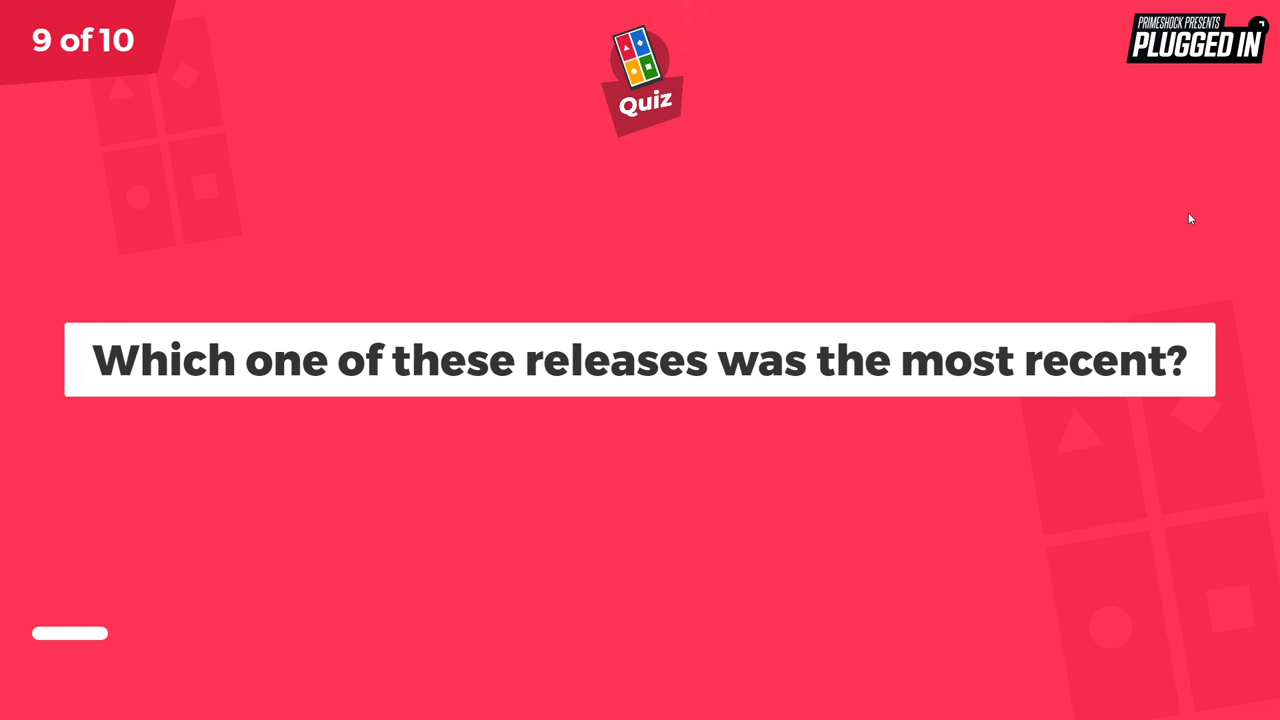 9 of 10
PRIMESHOCK PRESENTS
PLUGGED IN
Quiz
Which one of these releases was the most recent?